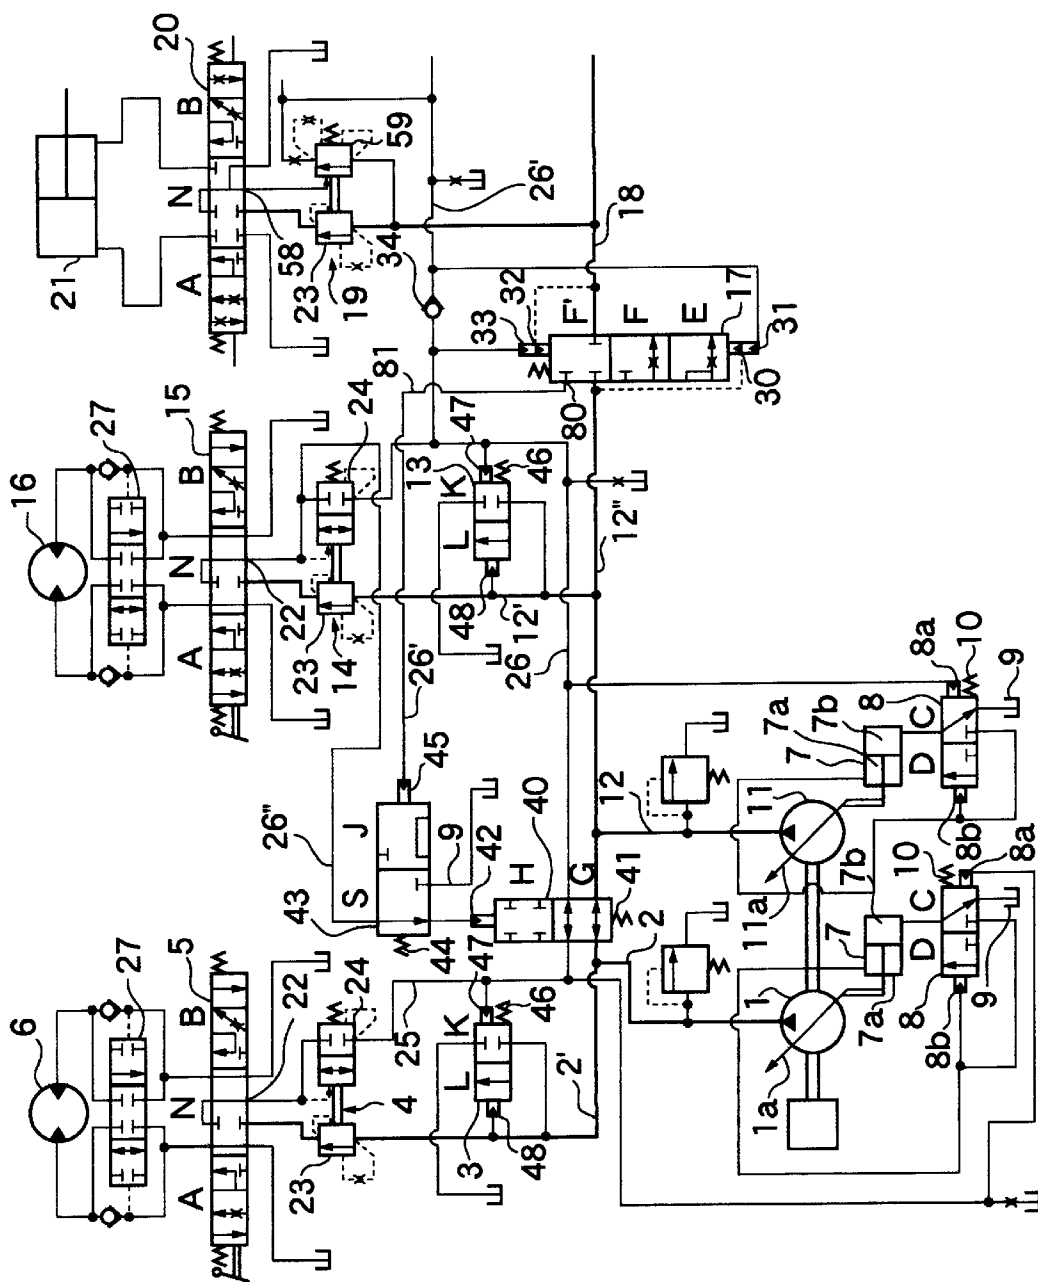 20
B
N
A
21
58
59
23
19
34
26'
18
32
33
F'
F
E
17
31
30
80
81
16
27
15
B
N
A
22
24
23
14
13
47
K
46
L
48
12'
12"
26
26'
26"
45
J
S
43
44
9
42
H
40
G
41
12
2
8a
10
8
C
D
9
7b
7a
7
8b
11
11a
6
27
5
B
N
A
22
24
23
4
25
47
K
46
L
3
48
2'
1
1a
7b
7
7a
10
C
D
8
8b
8a
9